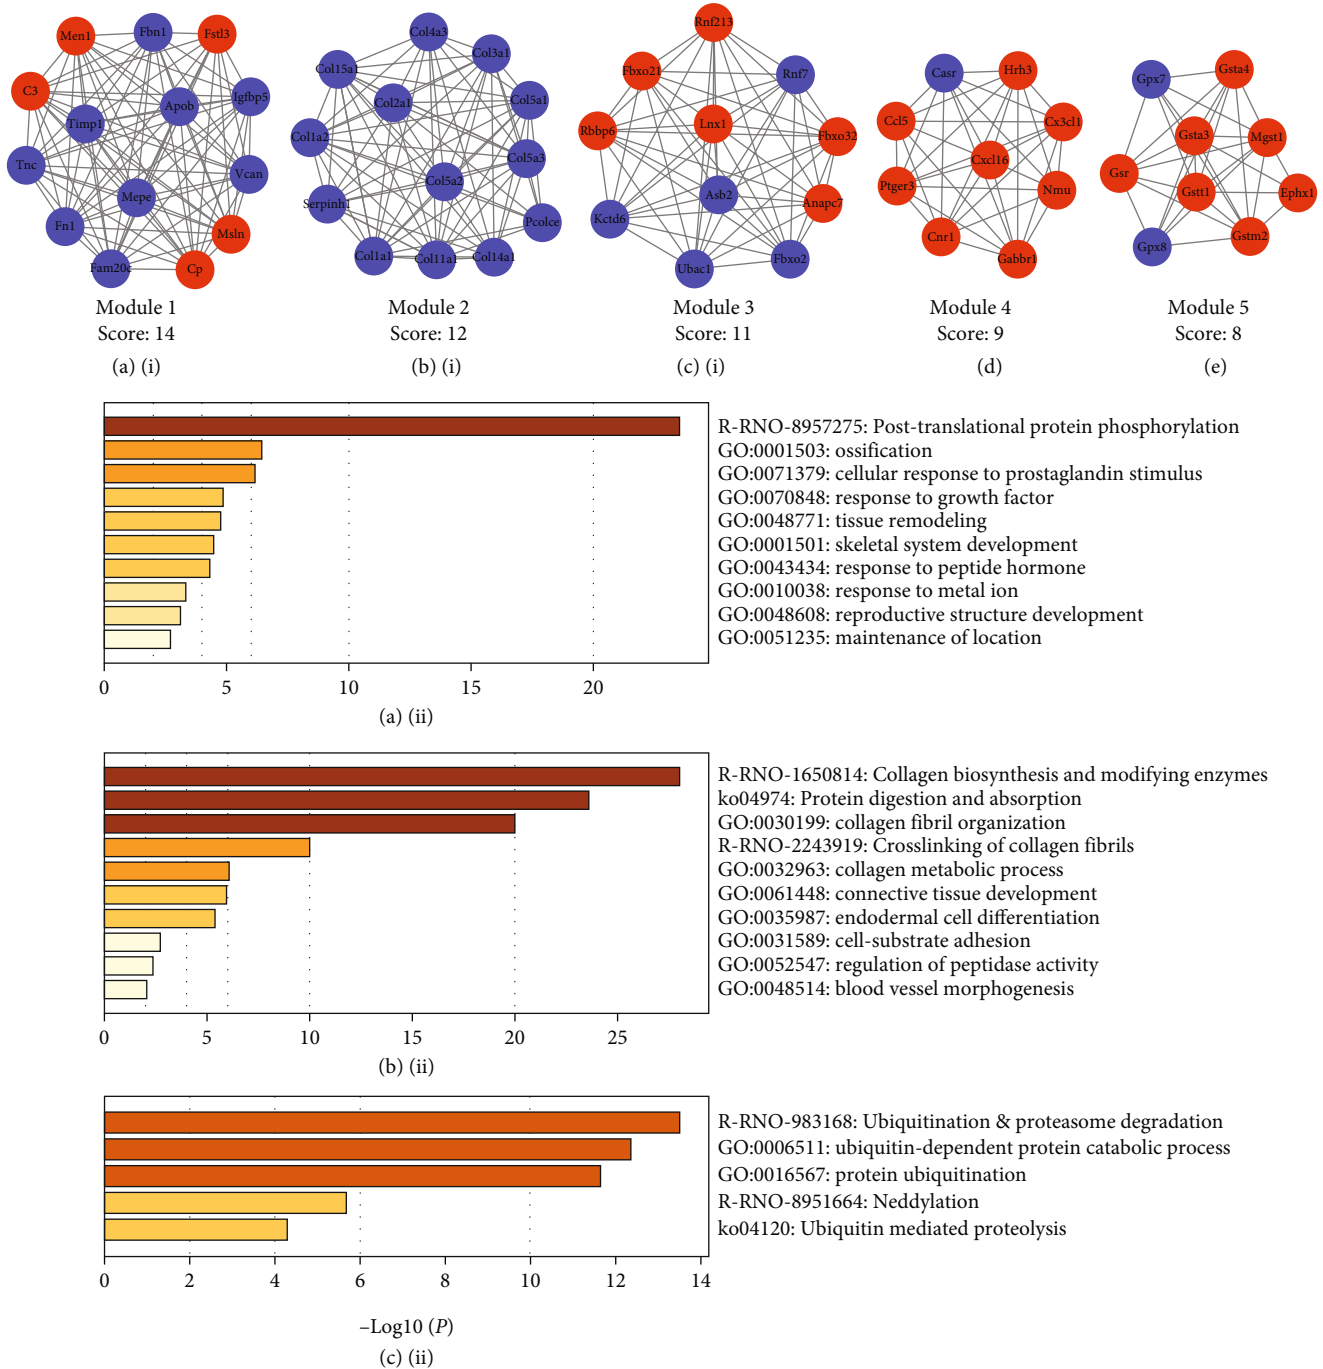 Men1
Fbn1
Fstl3
C3
Timp1
Apob
Igfbp5
Tnc
Mepe
Vcan
Fn1
Msln
Fam20c
Cp
Module 1
Score: 14
(a) (i)
Col4a3
Col15a1
Col3a1
Col2a1
Col5a1
Col1a2
Col5a3
Col5a2
Serpinh1
Pcolce
Col1a1
Col11a1
Col14a1
Module 2
Score: 12
(b) (i)
Rnf213
Fbxo21
Rnf7
Rbbp6
Lnx1
Fbxo32
Asb2
Anapc7
Kctd6
Ubac1
Fbxo2
Module 3
Score: 11
(c) (i)
Casr
Hrh3
Ccl5
Cx3cl1
Cxcl16
Ptger3
Nmu
Cnr1
Gabbr1
Module 4
Score: 9
(d)
Gpx7
Gsta4
Gsta3
Mgst1
Gsr
Gstt1
Ephx1
Gpx8
Gstm2
Module 5
Score: 8
(e)
R-RNO-8957275: Post-translational protein phosphorylation
GO:0001503: ossification
GO:0071379: cellular response to prostaglandin stimulus
GO:0070848: response to growth factor
GO:0048771: tissue remodeling
GO:0001501: skeletal system development
GO:0043434: response to peptide hormone
GO:0010038: response to metal ion
GO:0048608: reproductive structure development
GO:0051235: maintenance of location
0 5 10 15 20
(a) (ii)
R-RNO-1650814: Collagen biosynthesis and modifying enzymes
ko04974: Protein digestion and absorption
GO:0030199: collagen fibril organization
R-RNO-2243919: Crosslinking of collagen fibrils
GO:0032963: collagen metabolic process
GO:0061448: connective tissue development
GO:0035987: endodermal cell differentiation
GO:0031589: cell-substrate adhesion
GO:0052547: regulation of peptidase activity
GO:0048514: blood vessel morphogenesis
0 5 10 15 20 25
(b) (ii)
R-RNO-983168: Ubiquitination & proteasome degradation
GO:0006511: ubiquitin-dependent protein catabolic process
GO:0016567: protein ubiquitination
R-RNO-8951664: Neddylation
ko04120: Ubiquitin mediated proteolysis
0 2 4 6 8 10 12 14
–Log10 (P)
(c) (ii)